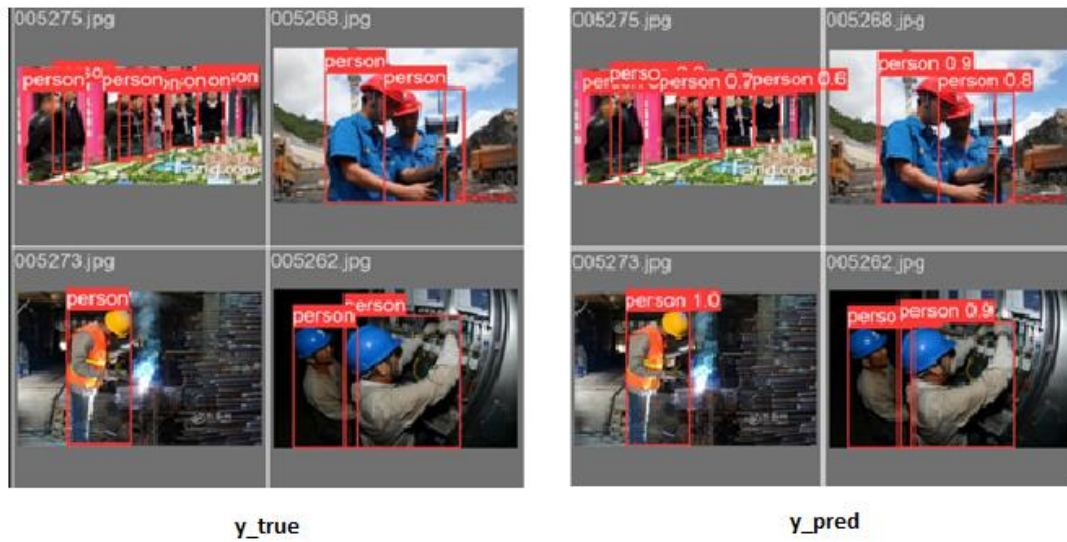 005275.jpg
005268.jpg
person
person
person
person
005273.jpg
005262.jpg
person
person
person
y_true
005275.jpg
005268.jpg
person 0.7
person 0.6
person 0.9
person 0.8
005273.jpg
005262.jpg
person 1.0
perso
person 0.9
y_pred